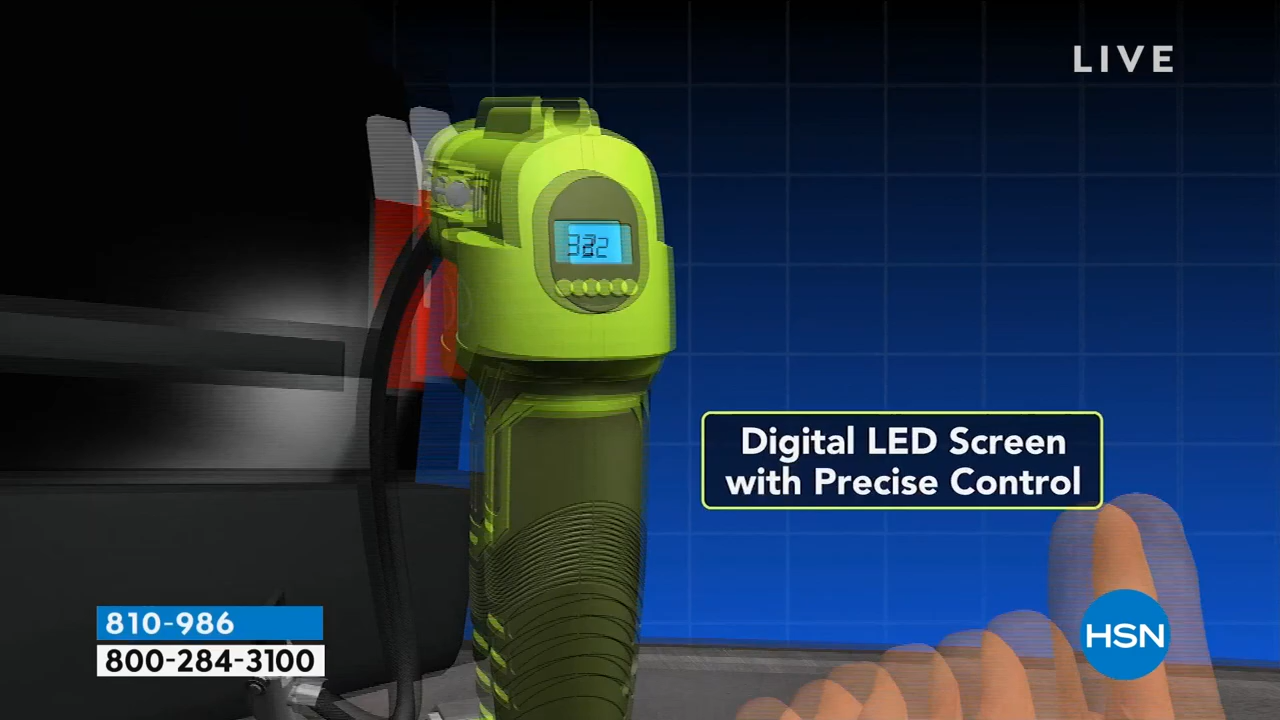 LIVE
Digital LED Screen
with Precise Control
810-986
800-284-3100
HSN